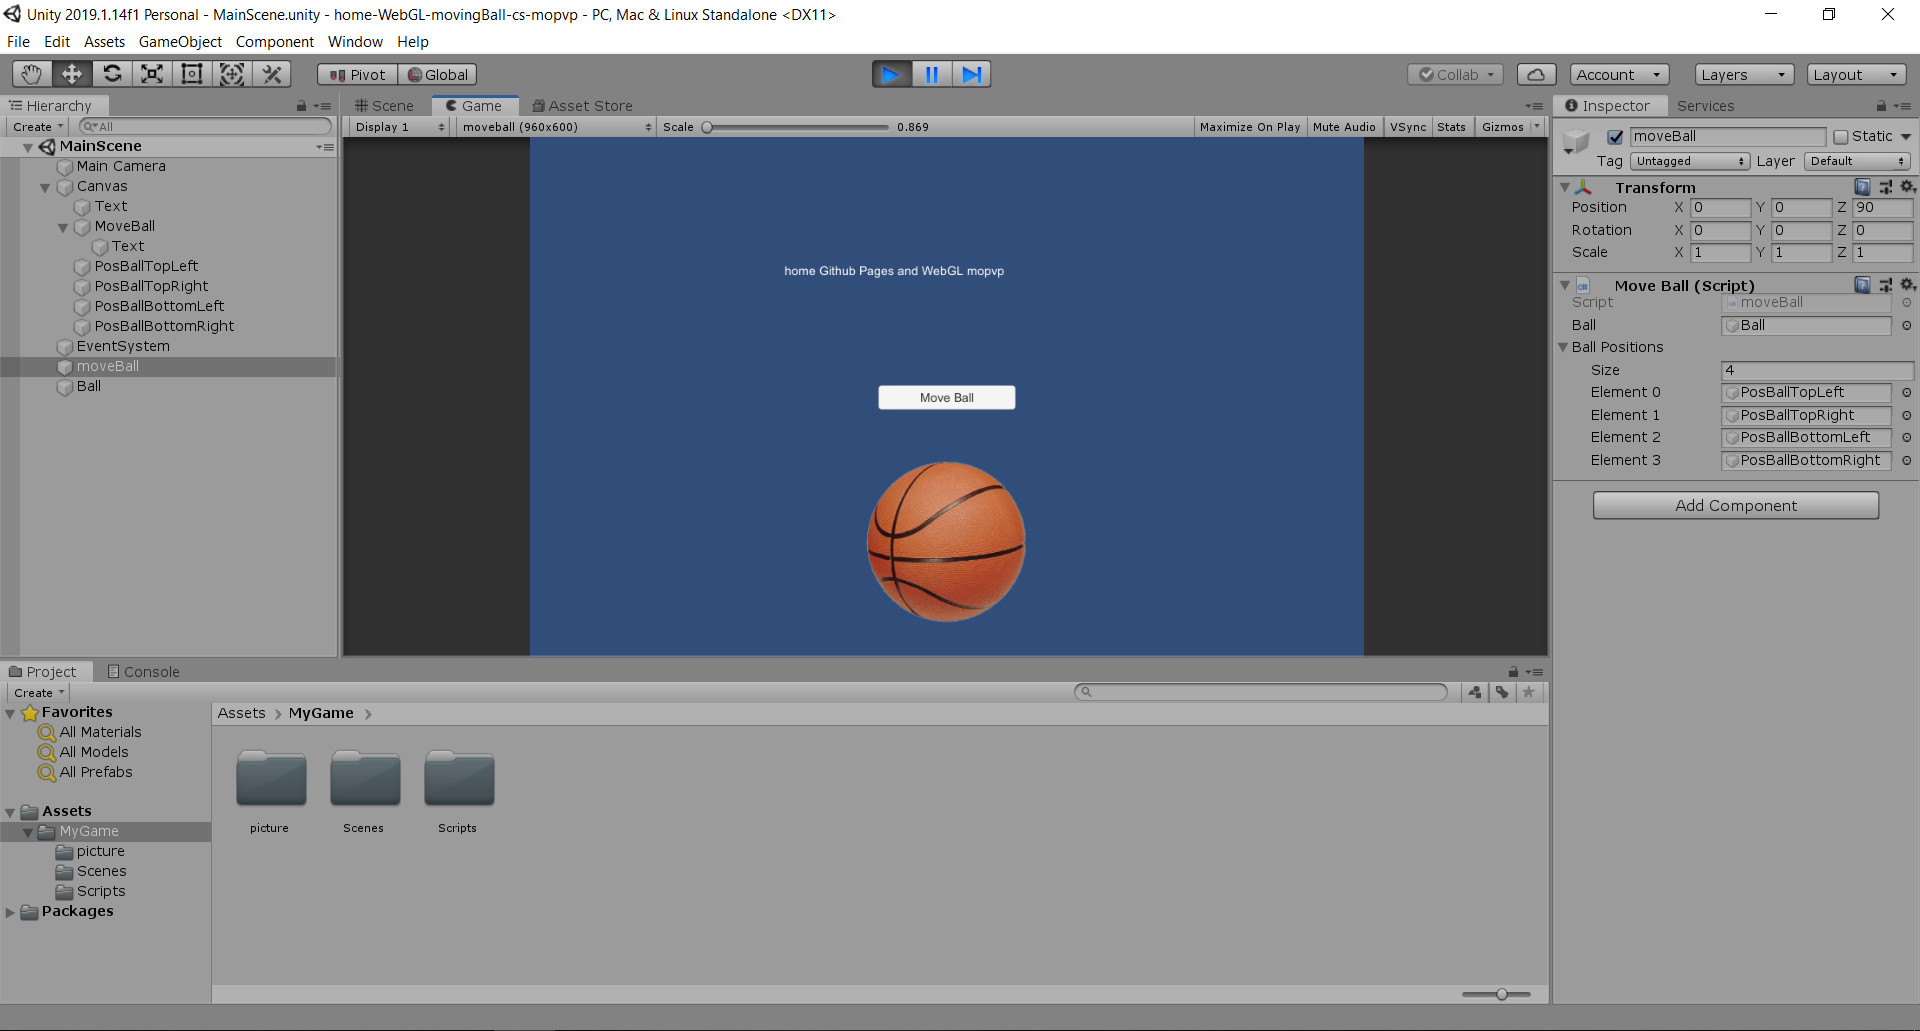 Unity 2019.1.14f1 Personal - MainScene.unity - home-WebGL-movingBall-cs-mopvp - PC, Mac & Linux Standalone <DX11>
File Edit Assets GameObject Component Window Help
Pivot Global Collab Account Layers Layout
Hierarchy
Create All
MainScene
Main Camera
Canvas
Text
MoveBall
Text
PosBallTopLeft
PosBallTopRight
PosBallBottomLeft
PosBallBottomRight
EventSystem
moveBall
Ball
Scene Game Asset Store
Display 1 moveball (960x600) Scale 0.869 Maximize On Play Mute Audio VSync Stats Gizmos
home Github Pages and WebGL mopvp
Move Ball
Inspector Services
moveBall Static
Tag Untagged Layer Default
Transform
Position X 0 Y 0 Z 90
Rotation X 0 Y 0 Z 0
Scale X 1 Y 1 Z 1
Move Ball (Script)
Script moveBall
Ball Ball
Ball Positions
Size 4
Element 0 PosBallTopLeft
Element 1 PosBallTopRight
Element 2 PosBallBottomLeft
Element 3 PosBallBottomRight
Add Component
Project Console
Create
Favorites
All Materials
All Models
All Prefabs
Assets
MyGame
picture
Scenes
Scripts
Packages
Assets > MyGame >
picture Scenes Scripts